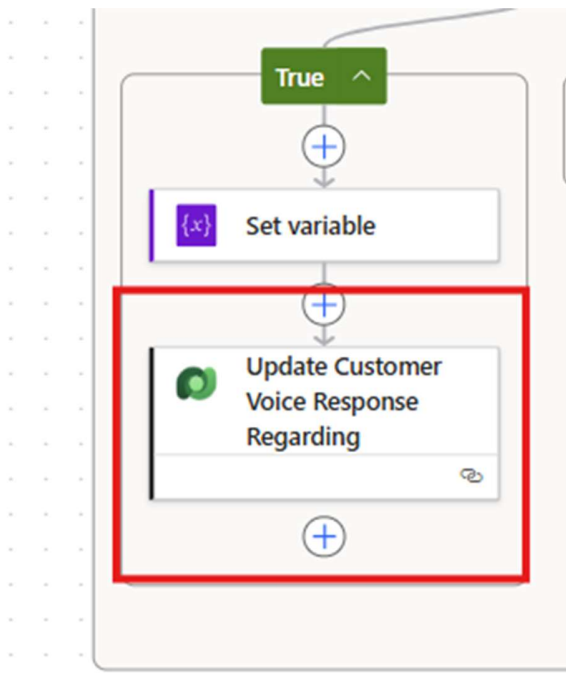 True
{x} Set variable
Update Customer
Voice Response
Regarding